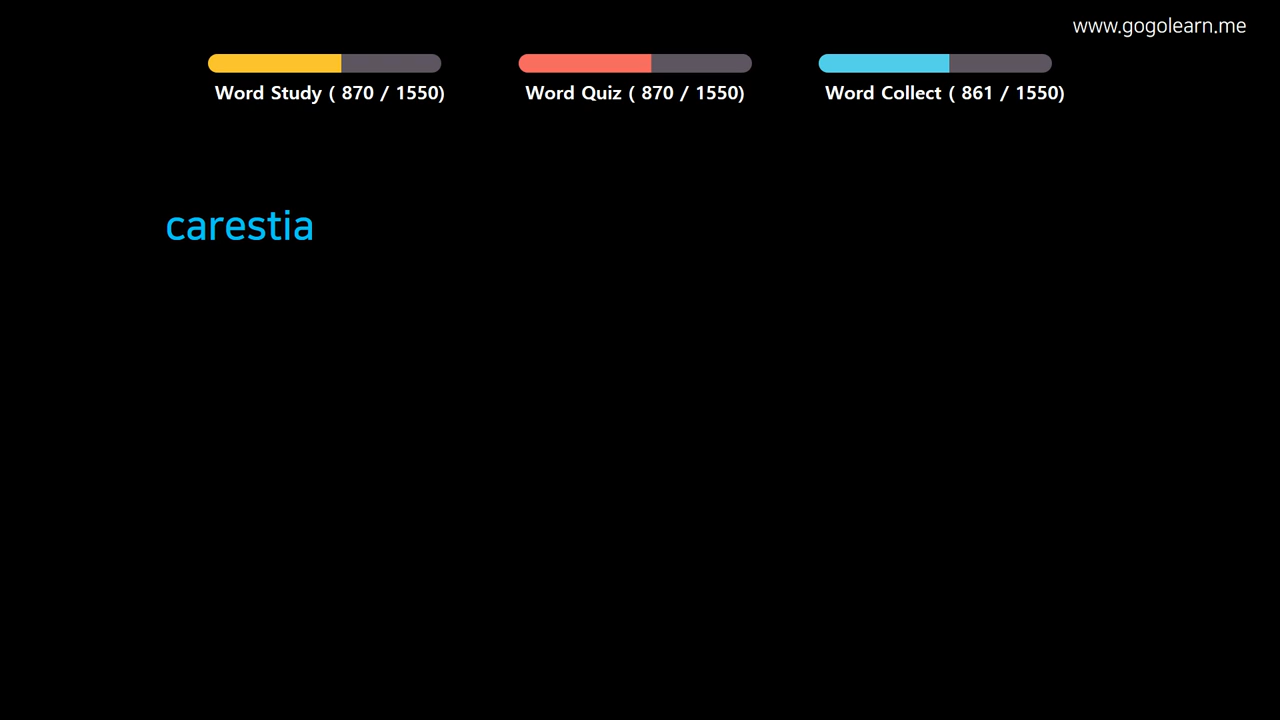 www.gogolearn.me
Word Study ( 870 / 1550)
Word Quiz ( 870 / 1550)
Word Collect ( 861 / 1550)
carestia